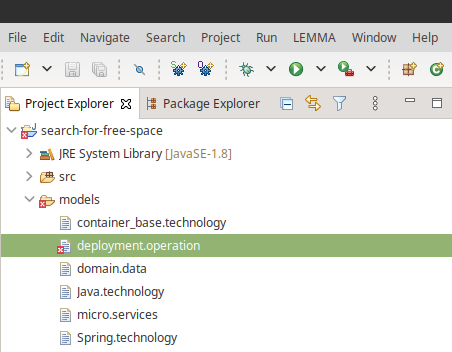 File Edit Navigate Search Project Run LEMMA Window Help
Project Explorer Package Explorer
search-for-free-space
JRE System Library [JavaSE-1.8]
src
models
container_base.technology
deployment.operation
domain.data
Java.technology
micro.services
Spring.technology